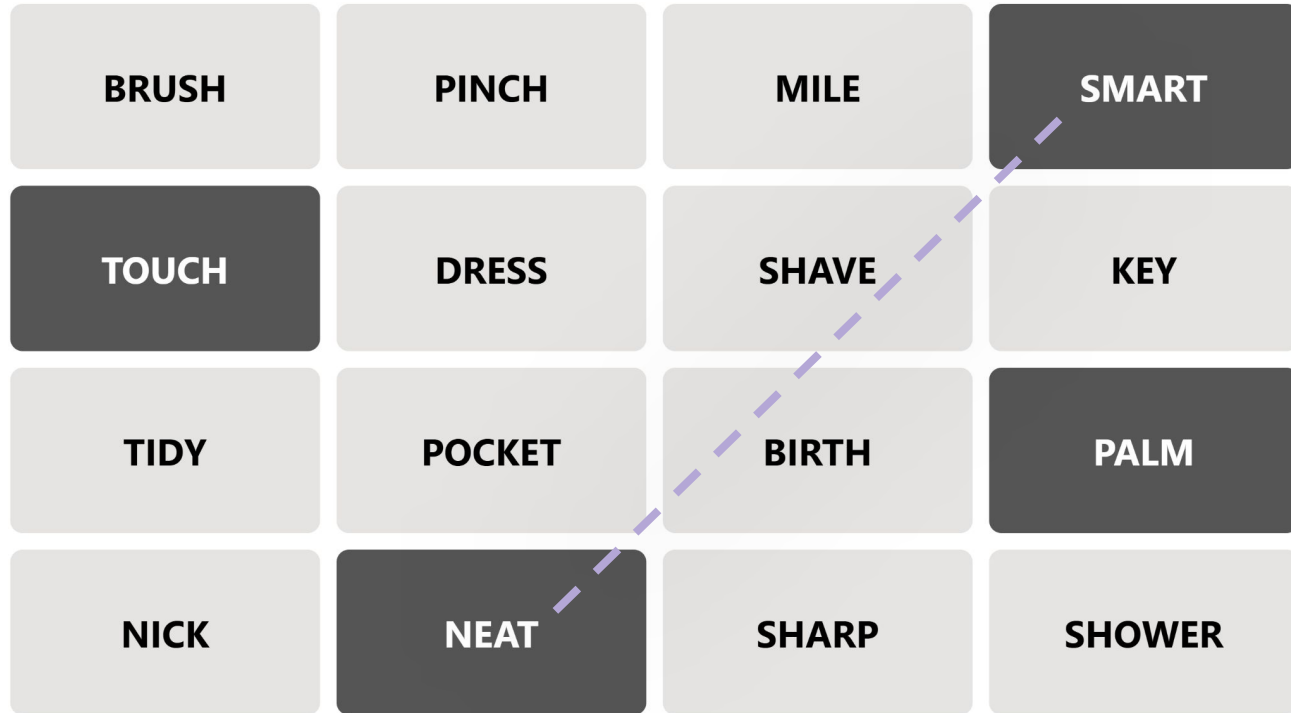 BRUSH PINCH MILE SMART
TOUCH DRESS SHAVE KEY
TIDY POCKET BIRTH PALM
NICK NEAT SHARP SHOWER